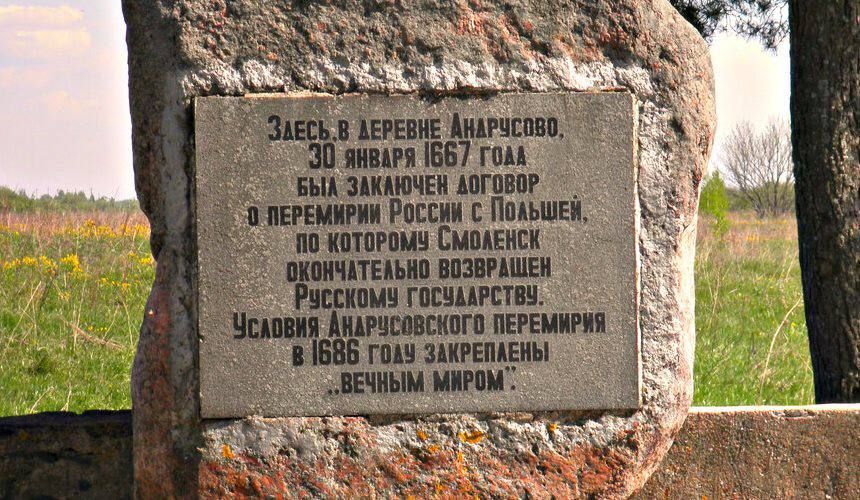 Здесь, в деревне Андрусово,
30 января 1667 года
был заключен договор
о перемирии России с Польшей,
по которому Смоленск
окончательно возвращен
Русскому государству.
Условия Андрусовского перемирия
в 1686 году закреплены
„вечным миром".